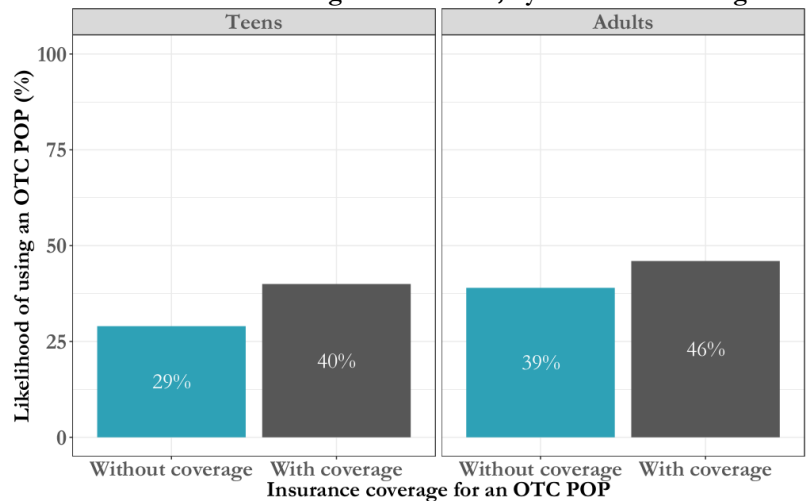 Teens
Adults
Likelihood of using an OTC POP (%)
100
75
50
25
0
29%
40%
39%
46%
Without coverage With coverage
Without coverage With coverage
Insurance coverage for an OTC POP